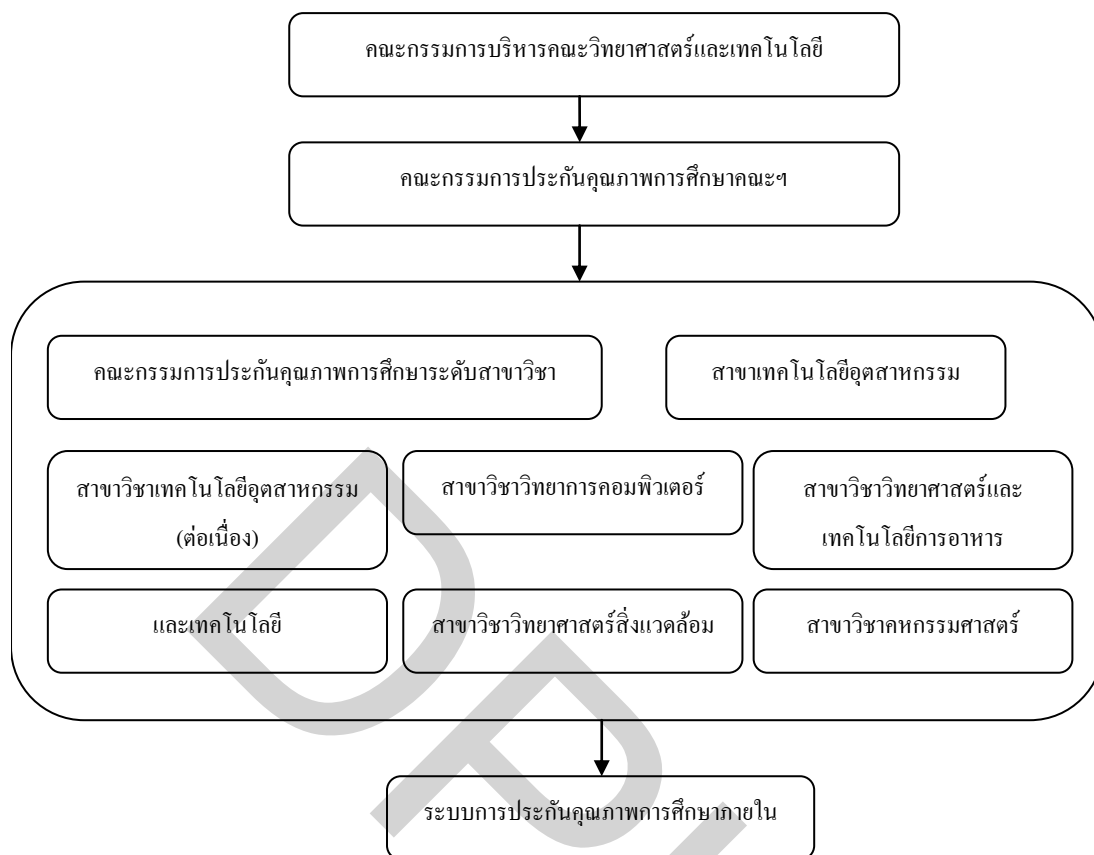 คณะกรรมการบริหารคณะวิทยาศาสตร์และเทคโนโลยี
คณะกรรมการประกันคุณภาพการศึกษาคณะฯ
คณะกรรมการประกันคุณภาพการศึกษาระดับสาขาวิชา
สาขาเทคโนโลยีอุตสาหกรรม
สาขาวิชาเทคโนโลยีอุตสาหกรรม
(ต่อเนื่อง)
สาขาวิชาวิทยาการคอมพิวเตอร์
สาขาวิชาวิทยาศาสตร์และ
เทคโนโลยีการอาหาร
และเทคโนโลยี
สาขาวิชาวิทยาศาสตร์สิ่งแวดล้อม
สาขาวิชาคหกรรมศาสตร์
ระบบการประกันคุณภาพการศึกษาภายใน